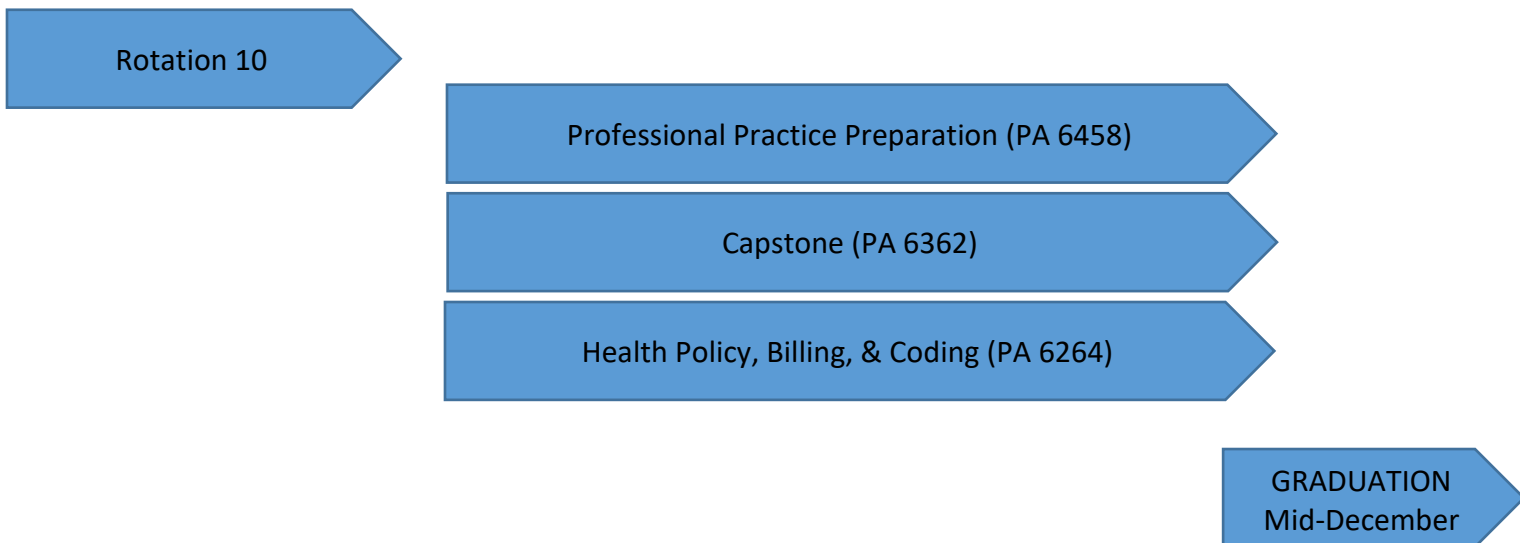 Rotation 10
Professional Practice Preparation (PA 6458)
Capstone (PA 6362)
Health Policy, Billing, & Coding (PA 6264)
GRADUATION
Mid-December